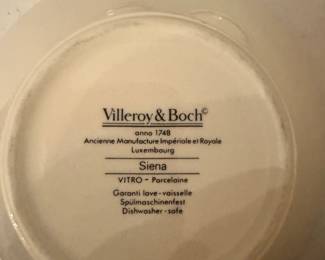 Villeroy & Boch©
anno 1748
Ancienne Manufacture Impériale et Royale
Luxembourg
Siena
VITRO - Porcelaine
Garanti lave-vaisselle
Spülmaschinenfest
Dishwasher-safe